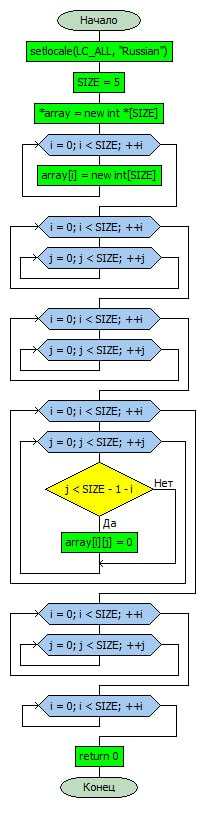 Начало
setlocale(LC_ALL, "Russian")
SIZE = 5
*array = new int *[SIZE]
i = 0; i < SIZE; ++i
array[i] = new int[SIZE]
i = 0; i < SIZE; ++i
j = 0; j < SIZE; ++j
i = 0; i < SIZE; ++i
j = 0; j < SIZE; ++j
i = 0; i < SIZE; ++i
j = 0; j < SIZE; ++j
j < SIZE - 1 - i
Нет
Да
array[i][j] = 0
i = 0; i < SIZE; ++i
j = 0; j < SIZE; ++j
i = 0; i < SIZE; ++i
return 0
Конец